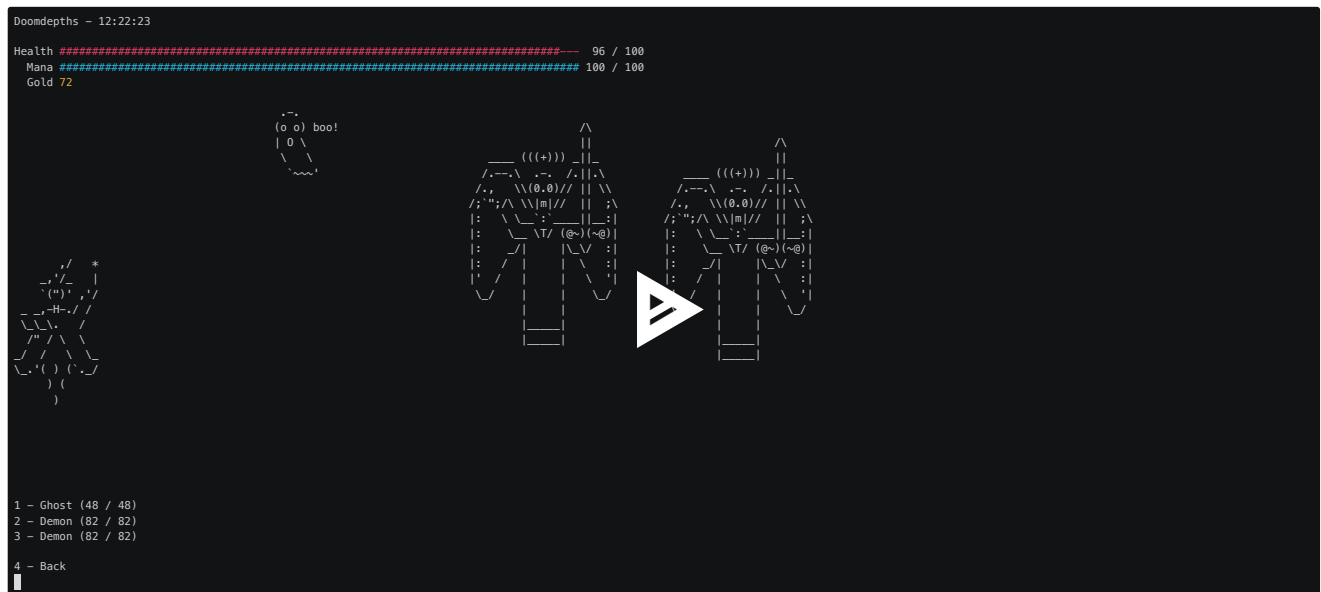 Doomdepths - 12:22:23
Health 96 / 100
Mana 100 / 100
Gold 72
boo!
1 - Ghost (48 / 48)
2 - Demon (82 / 82)
3 - Demon (82 / 82)
4 - Back